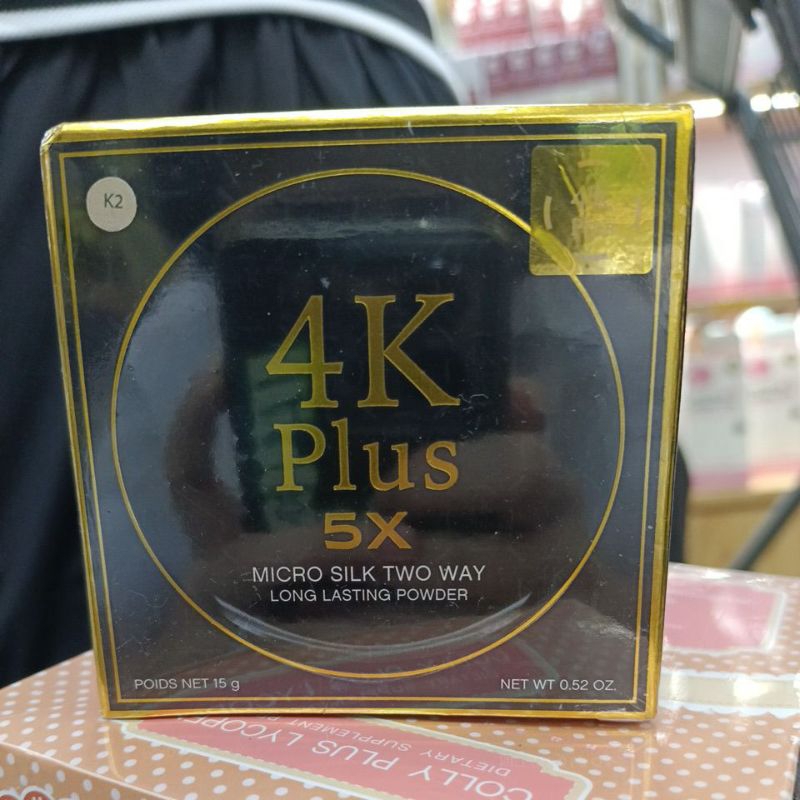 K2
4K
Plus
5X
MICRO SILK TWO WAY
LONG LASTING POWDER
POIDS NET 15 g
NET WT 0.52 OZ.
COLLY PLUS LYCOPE
DIETARY SUPPLEMENT